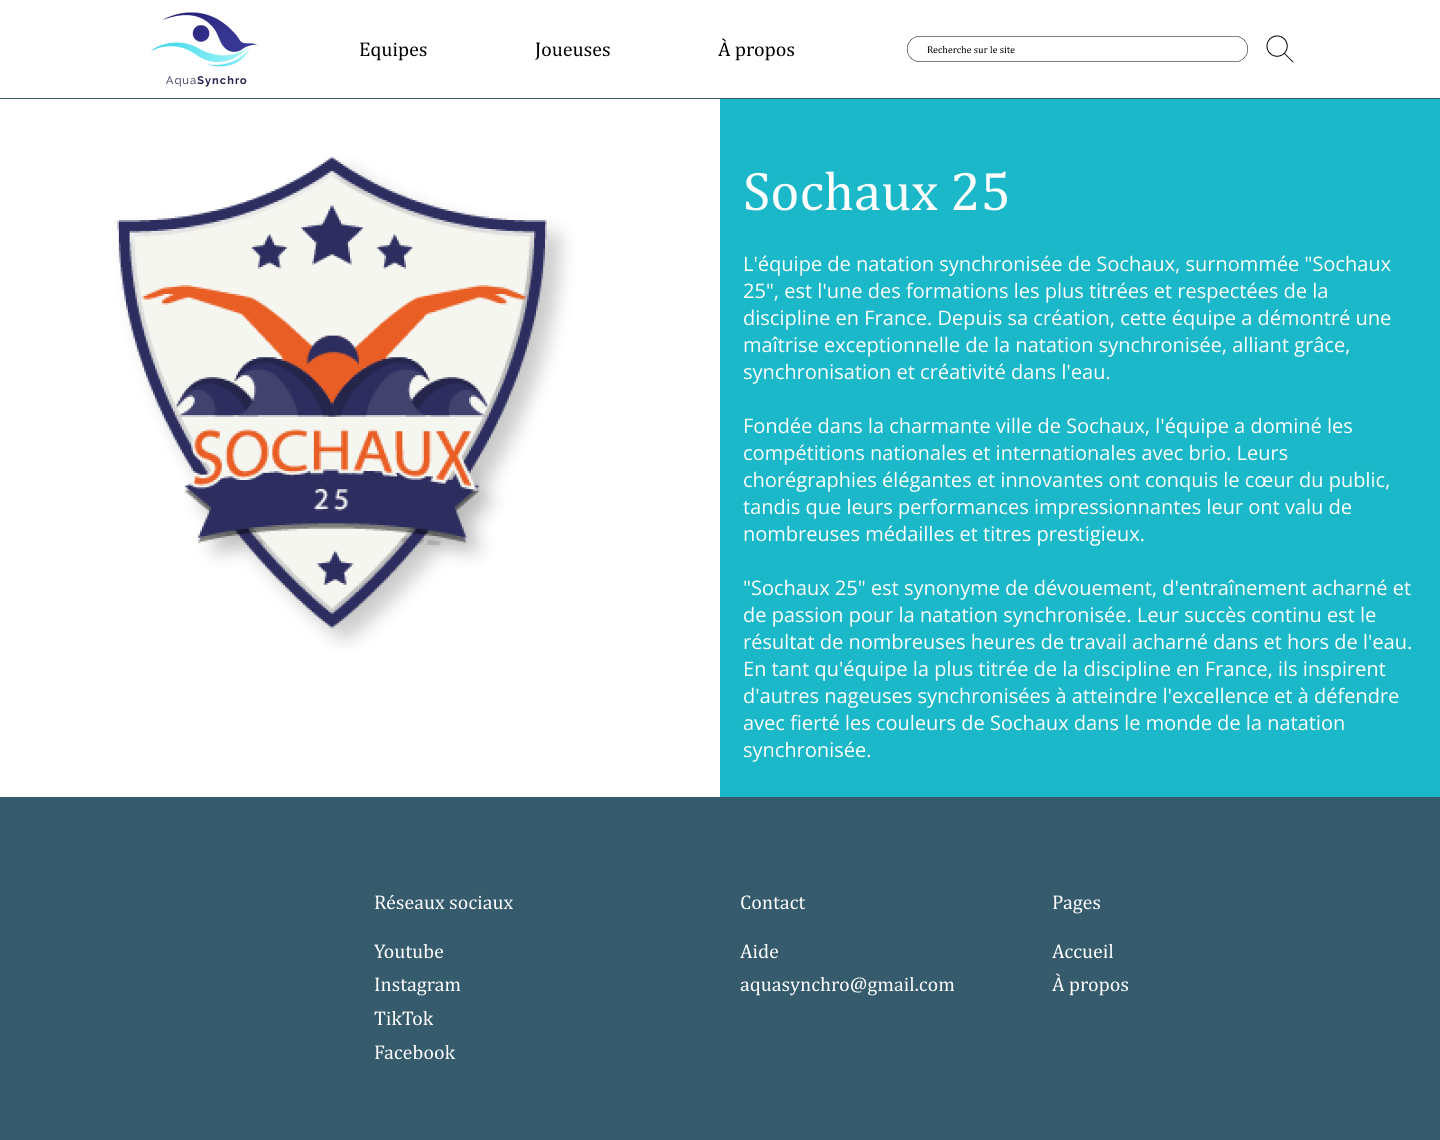 AquaSynchro
Equipes
Joueuses
À propos
Recherche sur le site
SOCHAUX
25
Sochaux 25
L'équipe de natation synchronisée de Sochaux, surnommée "Sochaux
25", est l'une des formations les plus titrées et respectées de la
discipline en France. Depuis sa création, cette équipe a démontré une
maîtrise exceptionnelle de la natation synchronisée, alliant grâce,
synchronisation et créativité dans l'eau.
Fondée dans la charmante ville de Sochaux, l'équipe a dominé les
compétitions nationales et internationales avec brio. Leurs
chorégraphies élégantes et innovantes ont conquis le cœur du public,
tandis que leurs performances impressionnantes leur ont valu de
nombreuses médailles et titres prestigieux.
"Sochaux 25" est synonyme de dévouement, d'entraînement acharné et
de passion pour la natation synchronisée. Leur succès continu est le
résultat de nombreuses heures de travail acharné dans et hors de l'eau.
En tant qu'équipe la plus titrée de la discipline en France, ils inspirent
d'autres nageuses synchronisées à atteindre l'excellence et à défendre
avec fierté les couleurs de Sochaux dans le monde de la natation
synchronisée.
Réseaux sociaux
Youtube
Instagram
TikTok
Facebook
Contact
Aide
aquasynchro@gmail.com
Pages
Accueil
À propos